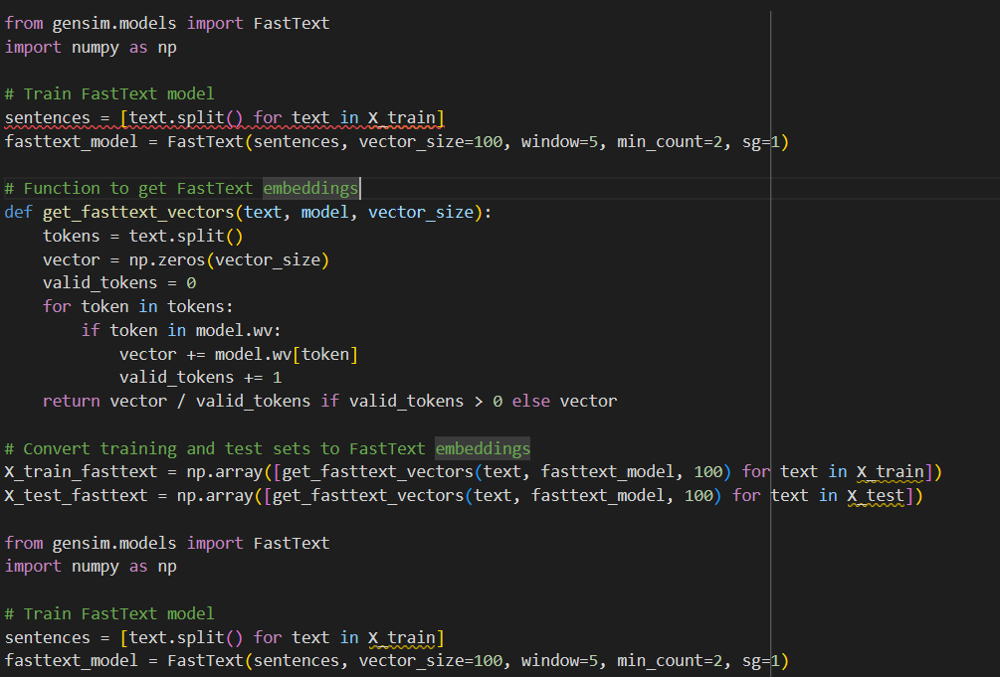 from gensim.models import FastText
import numpy as np

# Train FastText model
sentences = [text.split() for text in X_train]
fasttext_model = FastText(sentences, vector_size=100, window=5, min_count=2, sg=1)

# Function to get FastText embeddings
def get_fasttext_vectors(text, model, vector_size):
    tokens = text.split()
    vector = np.zeros(vector_size)
    valid_tokens = 0
    for token in tokens:
        if token in model.wv:
            vector += model.wv[token]
            valid_tokens += 1
    return vector / valid_tokens if valid_tokens > 0 else vector

# Convert training and test sets to FastText embeddings
X_train_fasttext = np.array([get_fasttext_vectors(text, fasttext_model, 100) for text in X_train])
X_test_fasttext = np.array([get_fasttext_vectors(text, fasttext_model, 100) for text in X_test])

from gensim.models import FastText
import numpy as np

# Train FastText model
sentences = [text.split() for text in X_train]
fasttext_model = FastText(sentences, vector_size=100, window=5, min_count=2, sg=1)